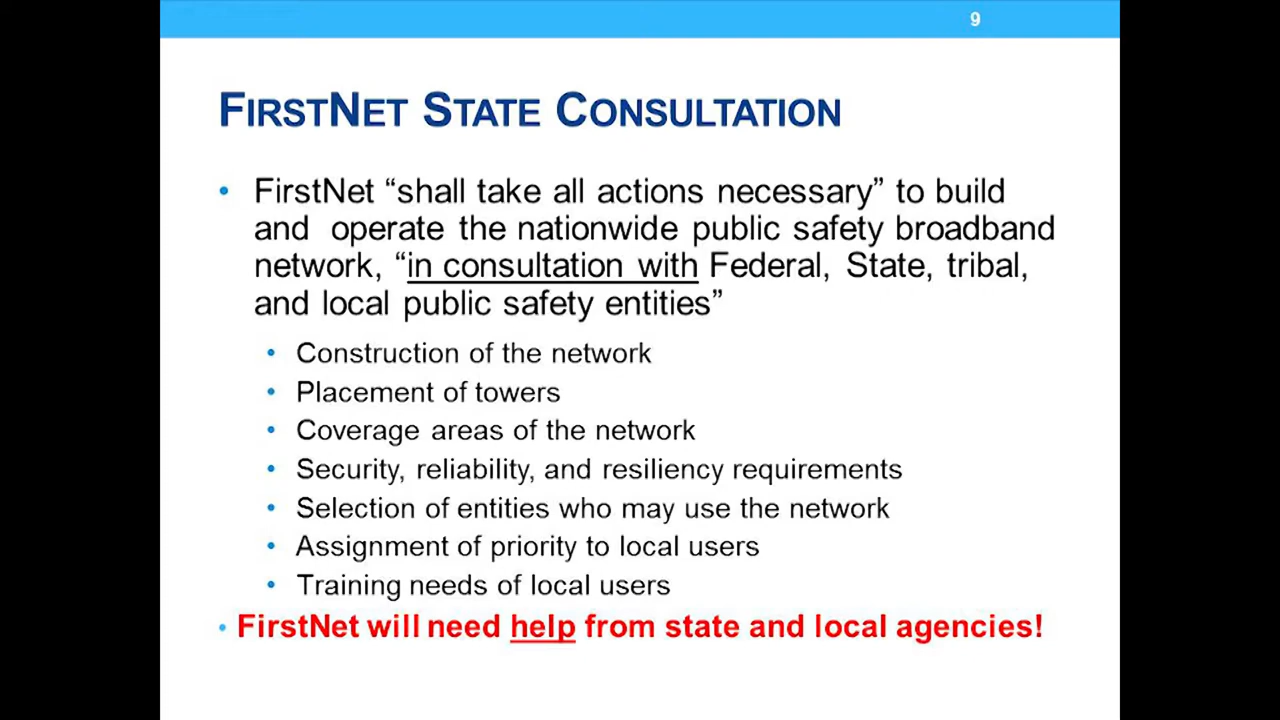 9
FIRSTNET STATE CONSULTATION
• FirstNet “shall take all actions necessary” to build
and operate the nationwide public safety broadband
network, “in consultation with Federal, State, tribal,
and local public safety entities”
• Construction of the network
• Placement of towers
• Coverage areas of the network
• Security, reliability, and resiliency requirements
• Selection of entities who may use the network
• Assignment of priority to local users
• Training needs of local users
• FirstNet will need help from state and local agencies!